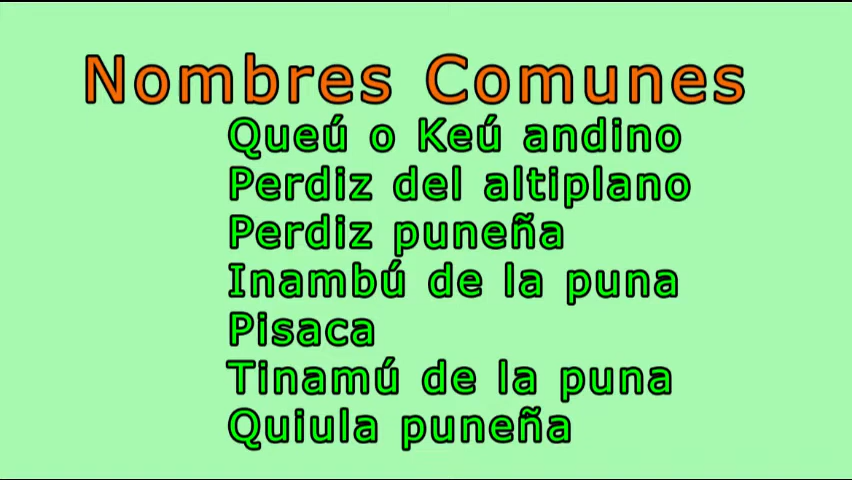 Nombres Comunes
Queú o Keú andino
Perdiz del altiplano
Perdiz puneña
Inambú de la puna
Pisaca
Tinamú de la puna
Quiula puneña